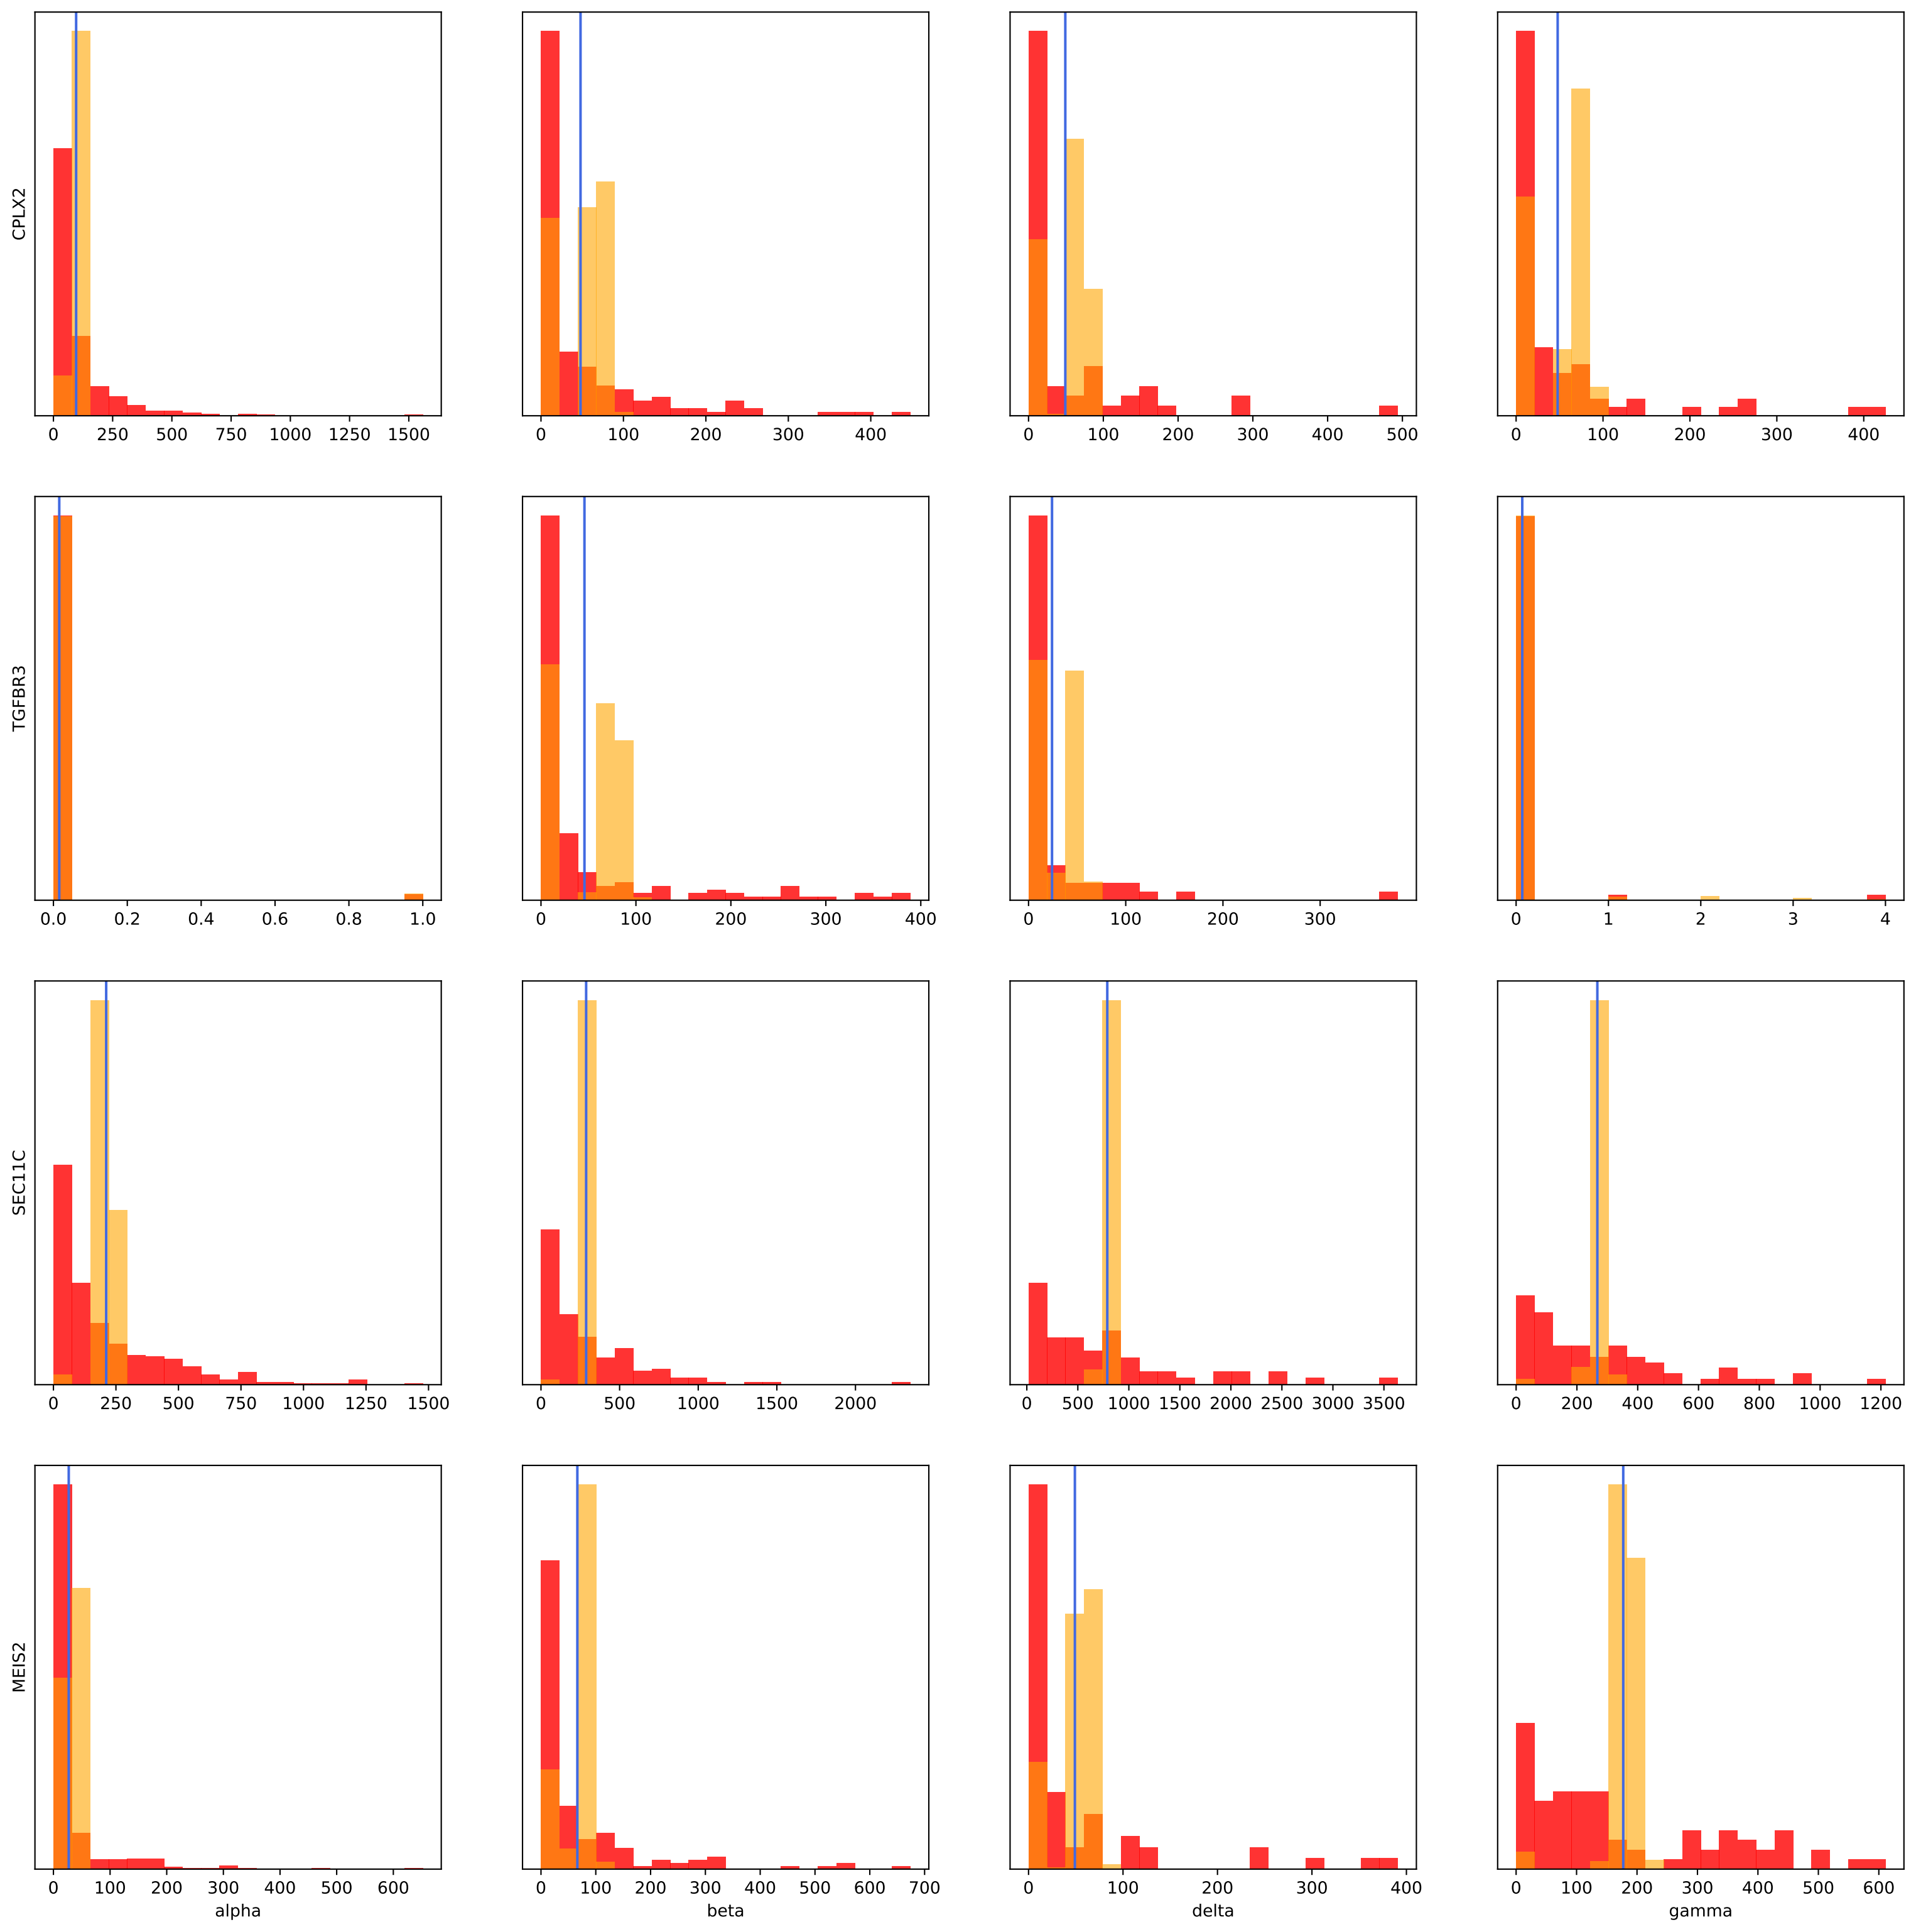 CPLX2
0 250 500 750 1000 1250 1500
0 100 200 300 400
0 100 200 300 400 500
0 100 200 300 400
TGFBR3
0.0 0.2 0.4 0.6 0.8 1.0
0 100 200 300 400
0 100 200 300
0 1 2 3 4
SEC11C
0 250 500 750 1000 1250 1500
0 500 1000 1500 2000
0 500 1000 1500 2000 2500 3000 3500
0 200 400 600 800 1000 1200
MEIS2
0 100 200 300 400 500 600
0 100 200 300 400 500 600 700
0 100 200 300 400
0 100 200 300 400 500 600
alpha
beta
delta
gamma